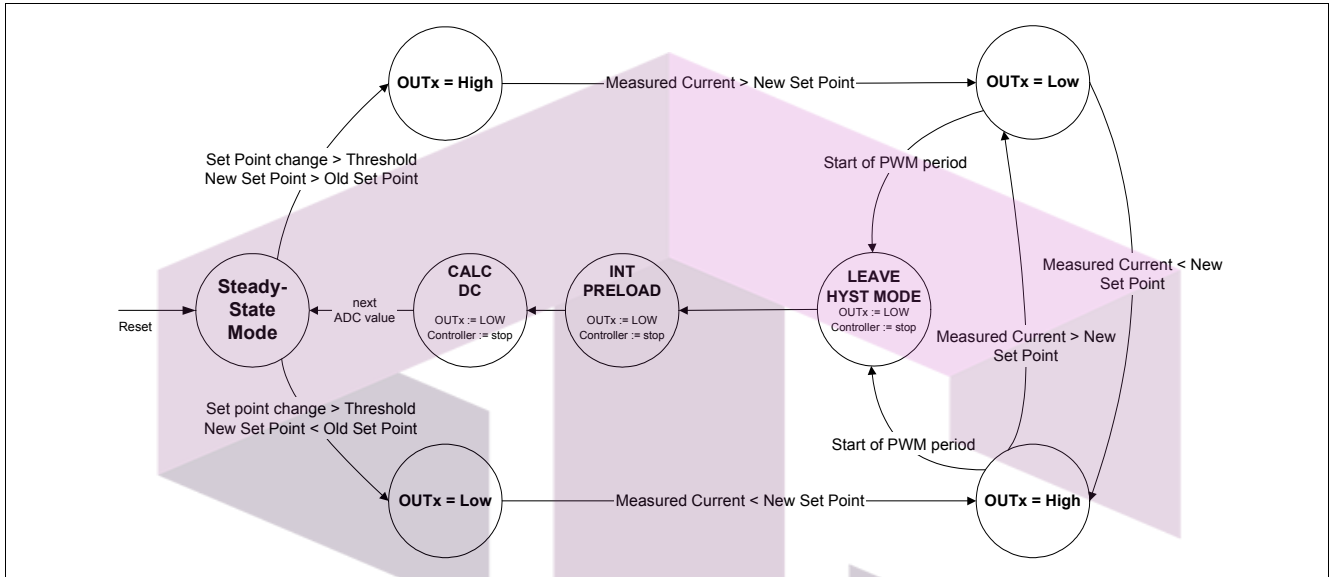 OUTx = High
Measured Current > New Set Point
OUTx = Low
Set Point change > Threshold
New Set Point > Old Set Point
Start of PWM period
Measured Current < New
Set Point
Reset
Steady-
State
Mode
next
ADC value
CALC
DC
OUTx := LOW
Controller := stop
INT
PRELOAD
OUTx := LOW
Controller := stop
LEAVE
HYST MODE
OUTx := LOW
Controller := stop
Measured Current > New
Set Point
Set point change > Threshold
New Set Point < Old Set Point
Start of PWM period
OUTx = Low
Measured Current < New Set Point
OUTx = High